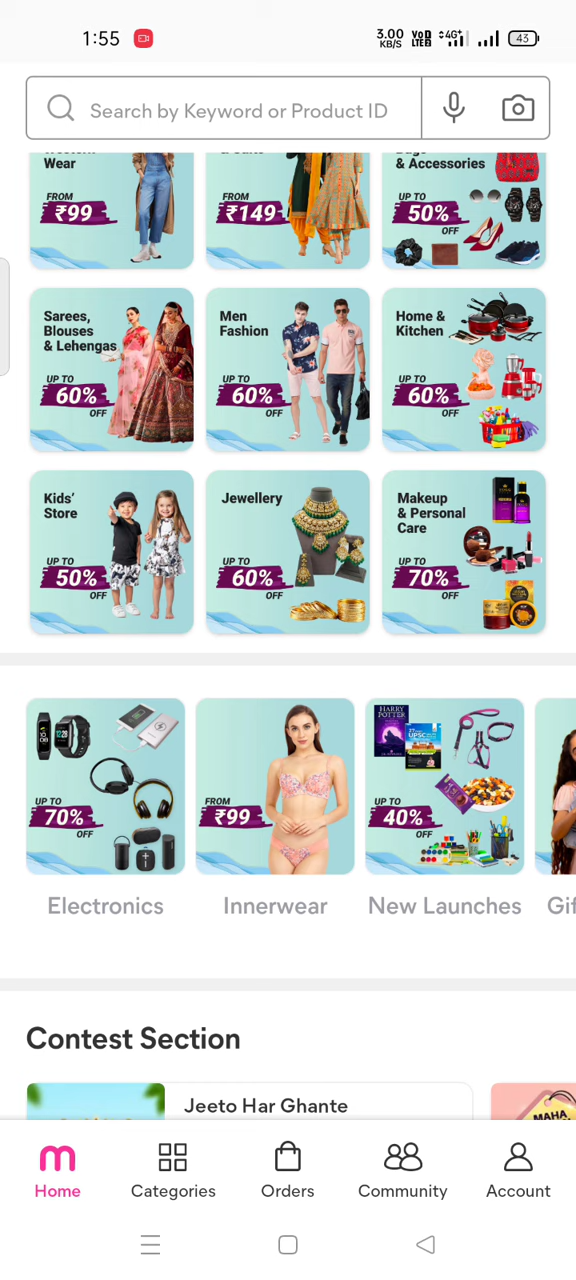 1:55
3.00
KB/S
VoD
LTE2
4G+
43
Search by Keyword or Product ID
Wear
FROM
₹99
FROM
₹149
& Accessories
UP TO
50%
OFF
Sarees,
Blouses
& Lehengas
UP TO
60%
OFF
Men
Fashion
UP TO
60%
OFF
Home &
Kitchen
UP TO
60%
OFF
Kids’
Store
UP TO
50%
OFF
Jewellery
UP TO
60%
OFF
Makeup
& Personal
Care
UP TO
70%
OFF
UP TO
70%
OFF
Electronics
FROM
₹99
Innerwear
HARRY
POTTER
UPSC
UP TO
40%
OFF
New Launches
Contest Section
Jeeto Har Ghante
MAHA
m
Home
Categories
Orders
Community
Account